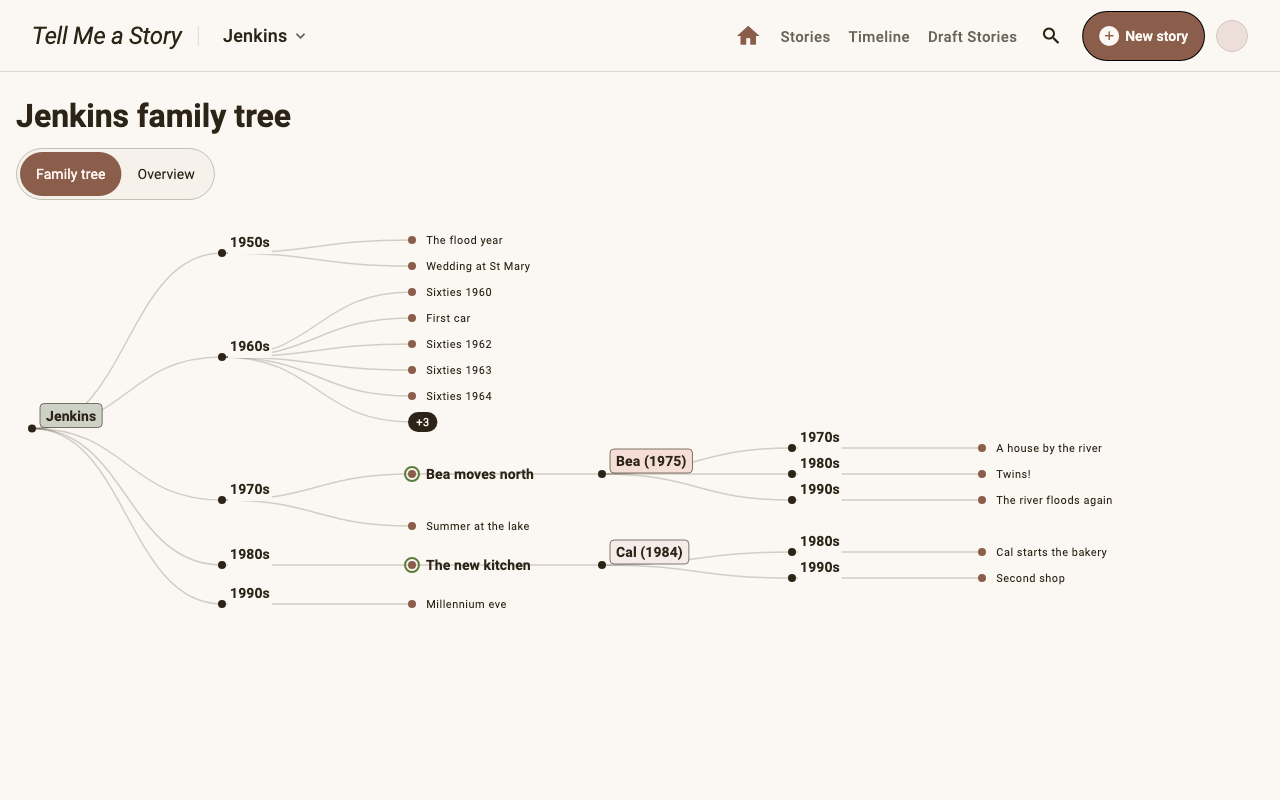 Tell Me a Story
Jenkins
Stories
Timeline
Draft Stories
New story
Jenkins family tree
Family tree
Overview
1950s
The flood year
Wedding at St Mary
1960s
Sixties 1960
First car
Sixties 1962
Sixties 1963
Sixties 1964
+3
Jenkins
1970s
Bea moves north
Summer at the lake
Bea (1975)
1970s
A house by the river
1980s
Twins!
1990s
The river floods again
1980s
The new kitchen
Cal (1984)
1980s
Cal starts the bakery
1990s
Second shop
1990s
Millennium eve